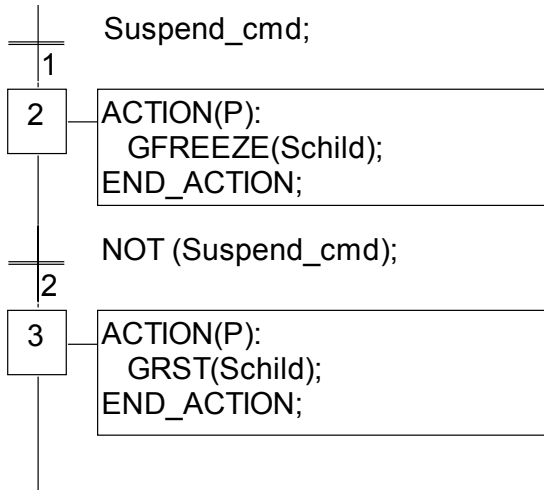 Suspend_cmd;
1
2
ACTION(P):
GFREEZE(Schild);
END_ACTION;
NOT (Suspend_cmd);
2
3
ACTION(P):
GRST(Schild);
END_ACTION;